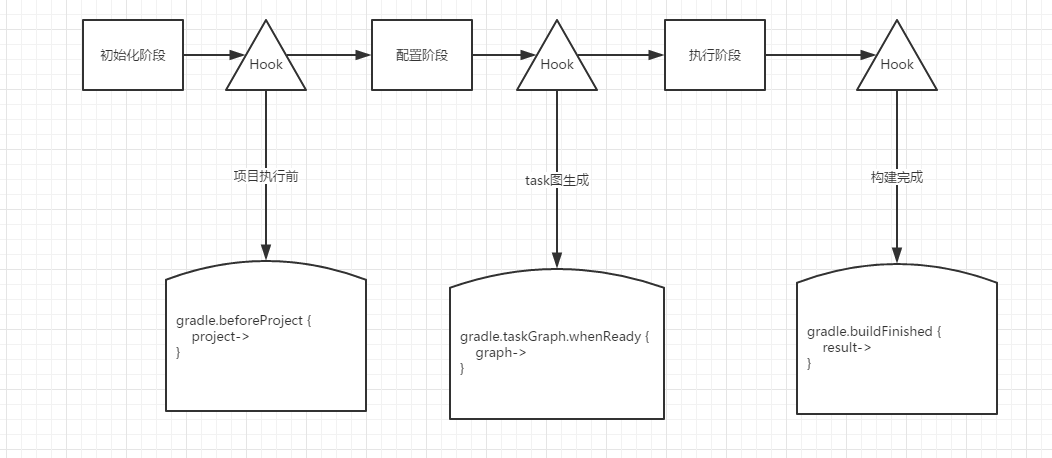 初始化阶段
Hook
配置阶段
Hook
执行阶段
Hook
项目执行前
task图生成
构建完成
gradle.beforeProject {
project->
}
gradle.taskGraph.whenReady {
graph->
}
gradle.buildFinished {
result->
}